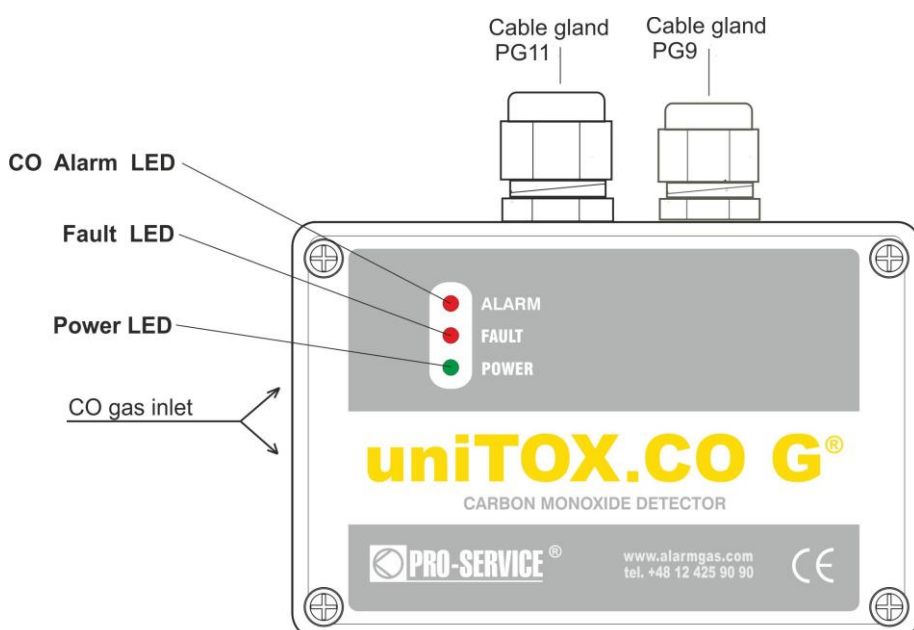 Cable gland
PG11
Cable gland
PG9
CO Alarm LED
Fault LED
Power LED
CO gas inlet
ALARM
FAULT
POWER
uniTOX.CO G®
CARBON MONOXIDE DETECTOR
PRO-SERVICE ®
www.alarmgas.com
tel. +48 12 425 90 90
CE